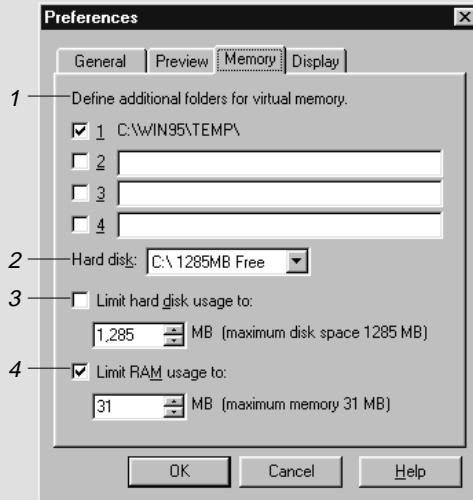 Preferences
General Preview Memory Display
1 Define additional folders for virtual memory.
1 C:\WIN95\TEMP\
2
3
4
2 Hard disk: C:\ 1285MB Free
3 Limit hard disk usage to:
1,285 MB (maximum disk space 1285 MB)
4 Limit RAM usage to:
31 MB (maximum memory 31 MB)
OK Cancel Help